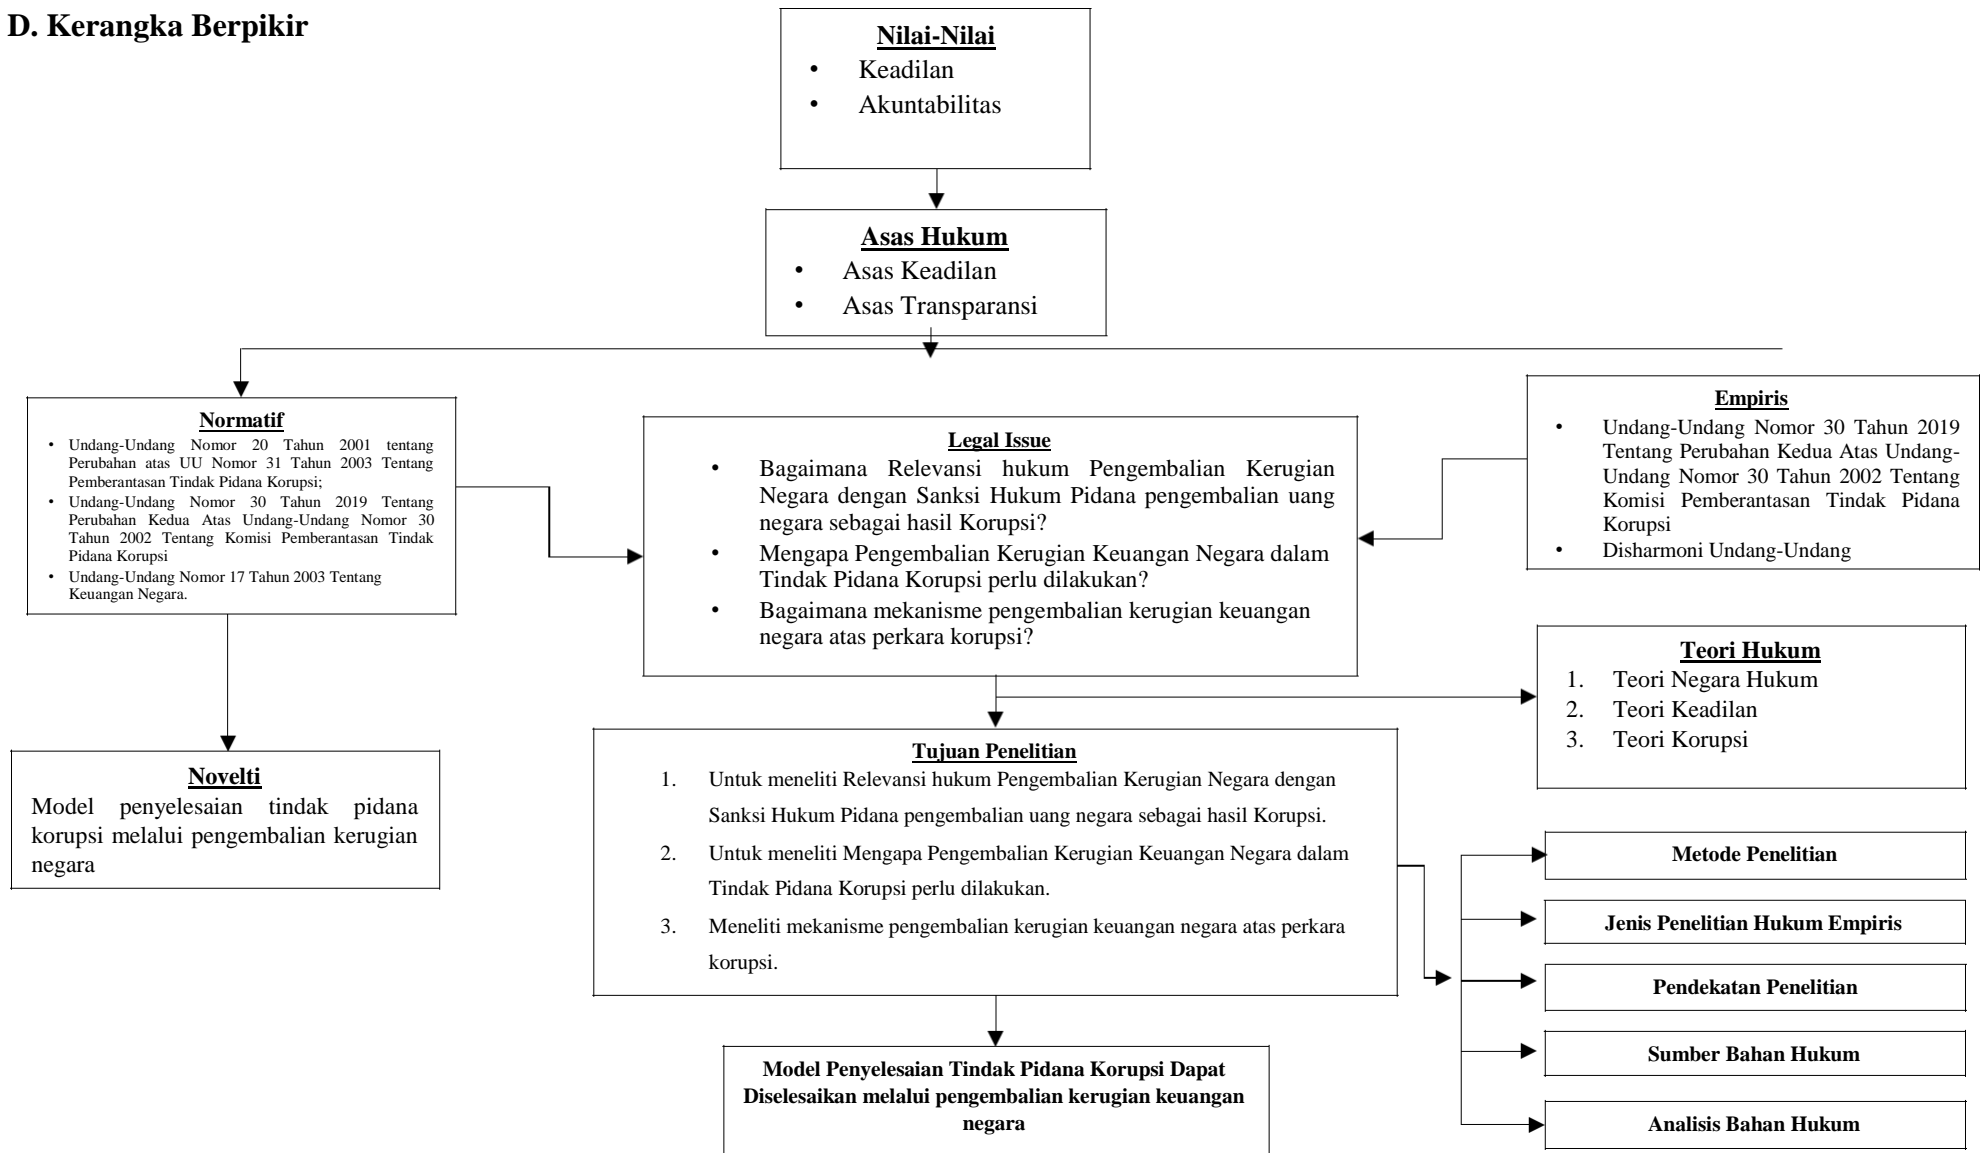 D. Kerangka Berpikir
Nilai-Nilai
• Keadilan
• Akuntabilitas
Asas Hukum
• Asas Keadilan
• Asas Transparansi
Normatif
• Undang-Undang Nomor 20 Tahun 2001 tentang
Perubahan atas UU Nomor 31 Tahun 2003 Tentang
Pemberantasan Tindak Pidana Korupsi;
• Undang-Undang Nomor 30 Tahun 2019 Tentang
Perubahan Kedua Atas Undang-Undang Nomor 30
Tahun 2002 Tentang Komisi Pemberantasan Tindak
Pidana Korupsi
• Undang-Undang Nomor 17 Tahun 2003 Tentang
Keuangan Negara.
Legal Issue
• Bagaimana Relevansi hukum Pengembalian Kerugian
Negara dengan Sanksi Hukum Pidana pengembalian uang
negara sebagai hasil Korupsi?
• Mengapa Pengembalian Kerugian Keuangan Negara dalam
Tindak Pidana Korupsi perlu dilakukan?
• Bagaimana mekanisme pengembalian kerugian keuangan
negara atas perkara korupsi?
Empiris
• Undang-Undang Nomor 30 Tahun 2019
Tentang Perubahan Kedua Atas Undang-
Undang Nomor 30 Tahun 2002 Tentang
Komisi Pemberantasan Tindak Pidana
Korupsi
• Disharmoni Undang-Undang
Teori Hukum
1. Teori Negara Hukum
2. Teori Keadilan
3. Teori Korupsi
Novelti
Model penyelesaian tindak pidana
korupsi melalui pengembalian kerugian
negara
Tujuan Penelitian
1. Untuk meneliti Relevansi hukum Pengembalian Kerugian Negara dengan
Sanksi Hukum Pidana pengembalian uang negara sebagai hasil Korupsi.
2. Untuk meneliti Mengapa Pengembalian Kerugian Keuangan Negara dalam
Tindak Pidana Korupsi perlu dilakukan.
3. Meneliti mekanisme pengembalian kerugian keuangan negara atas perkara
korupsi.
Metode Penelitian
Jenis Penelitian Hukum Empiris
Pendekatan Penelitian
Sumber Bahan Hukum
Analisis Bahan Hukum
Model Penyelesaian Tindak Pidana Korupsi Dapat
Diselesaikan melalui pengembalian kerugian keuangan
negara